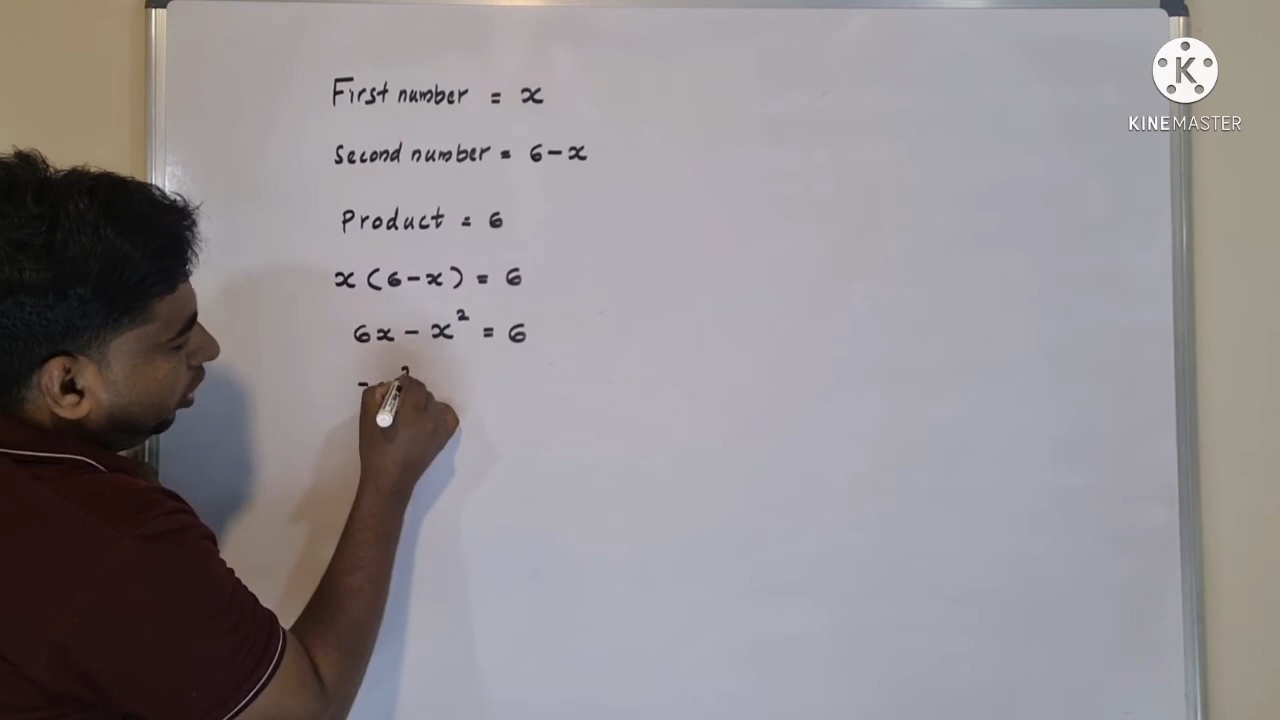 First number = x
Second number = 6-x
Product = 6
x(6-x) = 6
6x - x² = 6
K
KINEMASTER